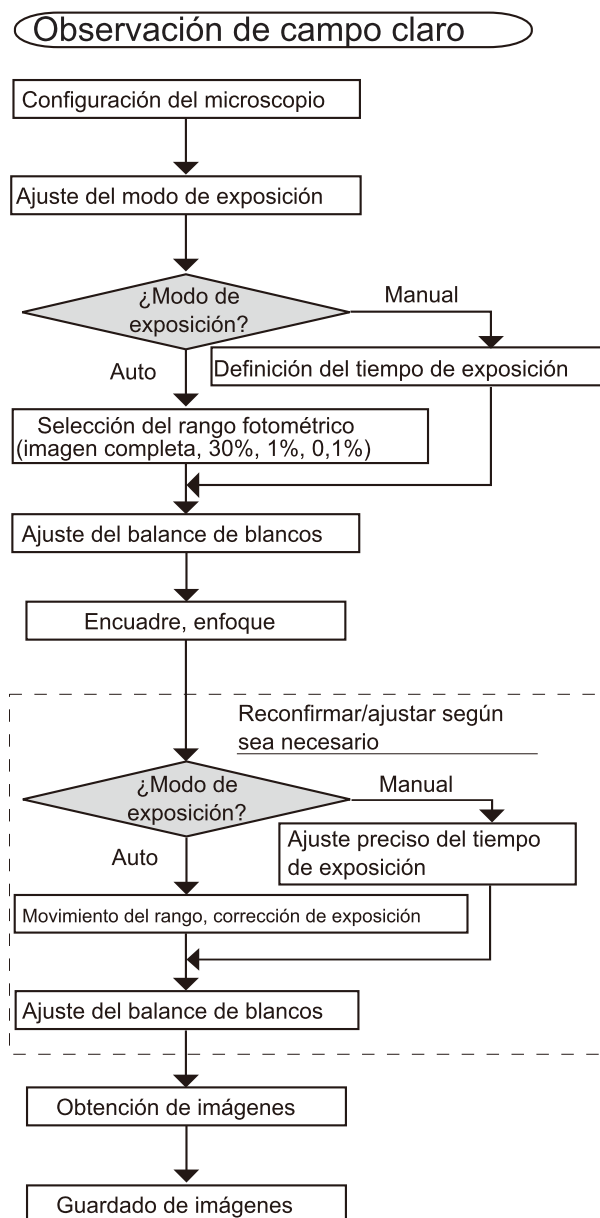 Observación de campo claro
Configuración del microscopio
Ajuste del modo de exposición
¿Modo de
exposición?
Manual
Auto
Definición del tiempo de exposición
Selección del rango fotométrico
(imagen completa, 30%, 1%, 0,1%)
Ajuste del balance de blancos
Encuadre, enfoque
Reconfirmar/ajustar según
sea necesario
¿Modo de
exposición?
Manual
Auto
Ajuste preciso del tiempo
de exposición
Movimiento del rango, corrección de exposición
Ajuste del balance de blancos
Obtención de imágenes
Guardado de imágenes